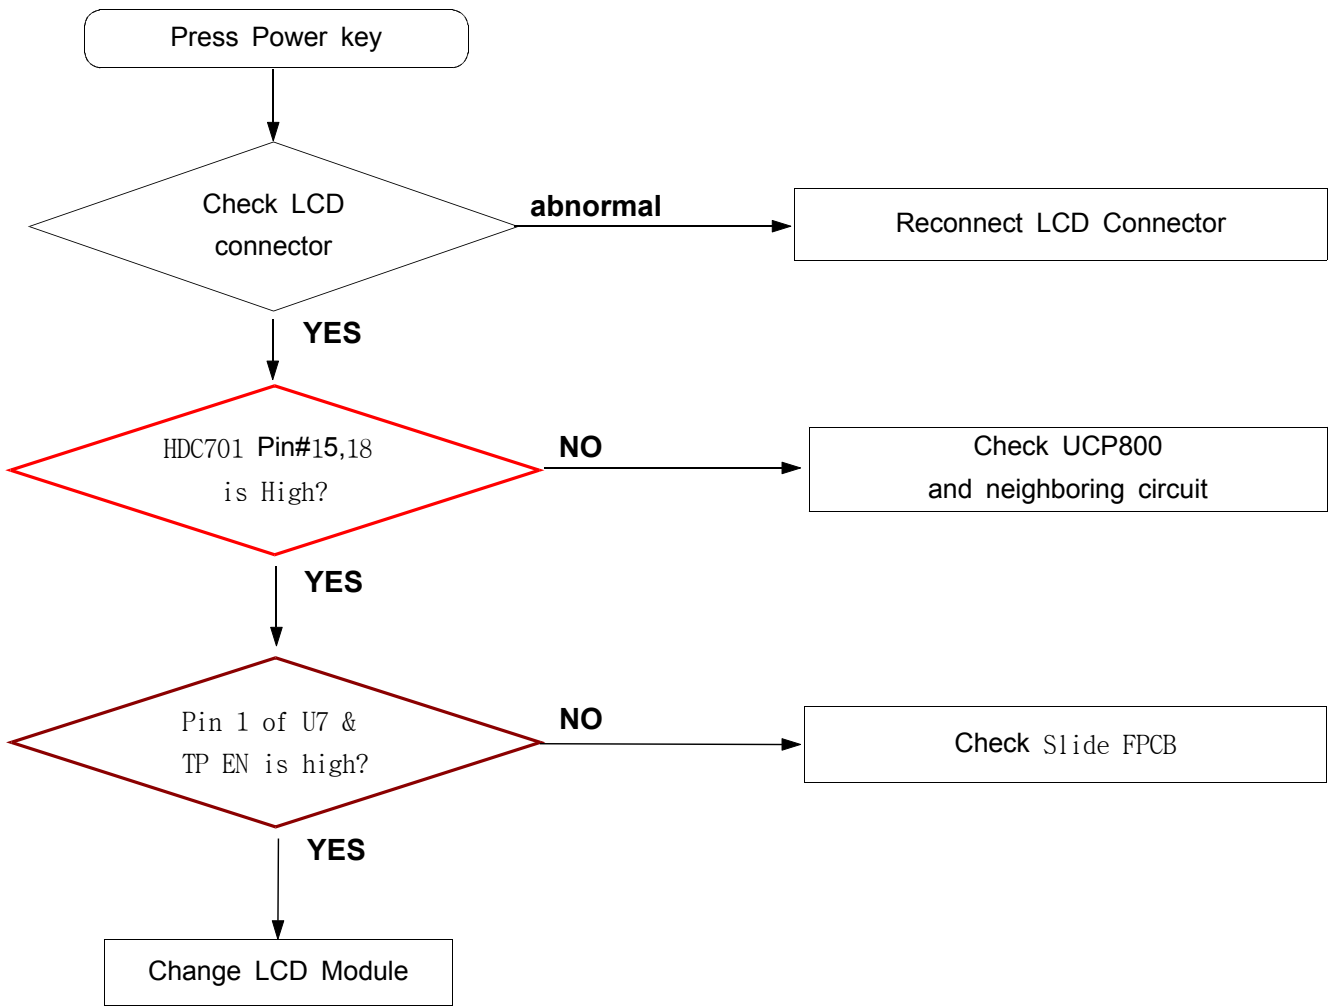 Press Power key
Check LCD
connector
abnormal
Reconnect LCD Connector
YES
HDC701 Pin#15,18
is High?
NO
Check UCP800
and neighboring circuit
YES
Pin 1 of U7 &
TP EN is high?
NO
Check Slide FPCB
YES
Change LCD Module